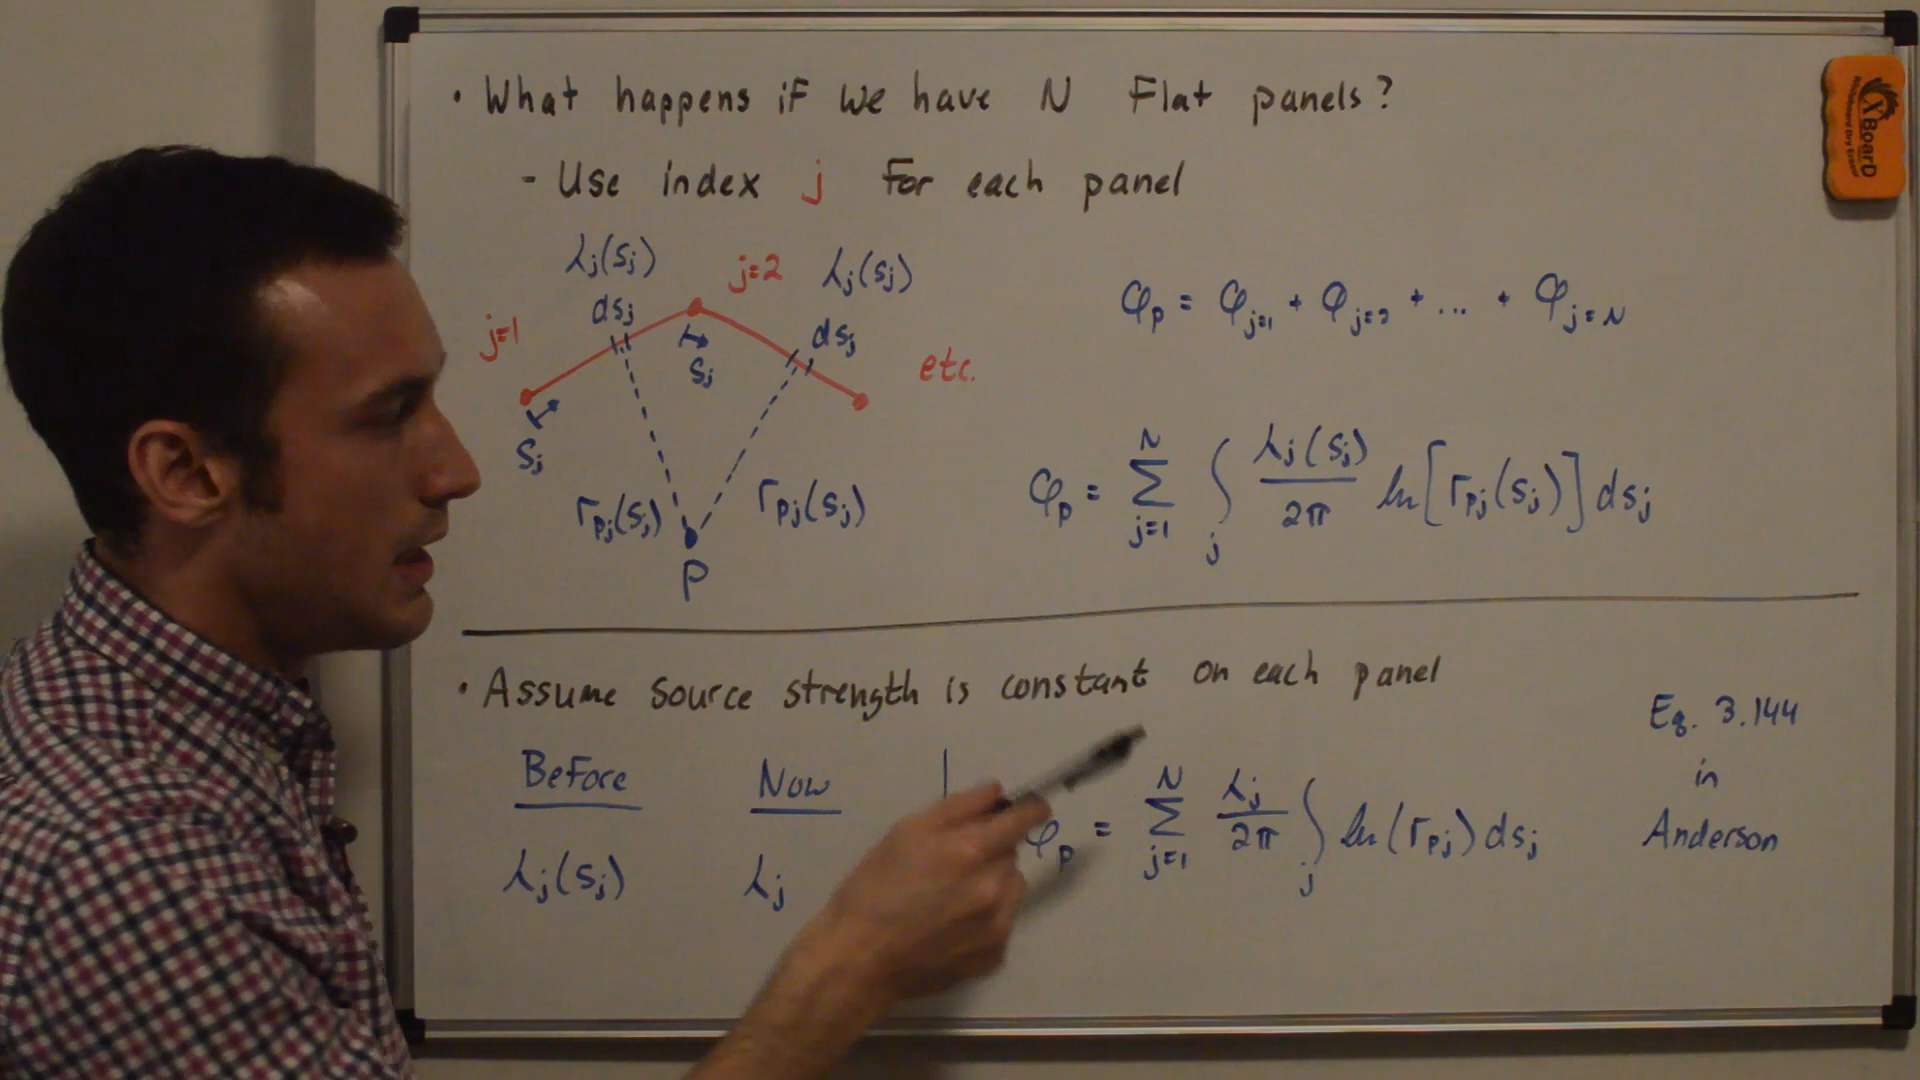 • What happens if we have N flat panels?
- Use index j for each panel
λj(sj)
j=2
λj(sj)
dsj
j=1
dsj
sj
etc.
sj
rpj(sj)
rpj(sj)
P
φp = φj=1 + φj=2 + ... + φj=N
φp = Σ_{j=1}^{N} ∫_j λj(sj)/2π ln[rpj(sj)] dsj
• Assume source strength is constant on each panel
Before
Now
λj(sj)
λj
φp = Σ_{j=1}^{N} λj/2π ∫_j ln(rpj) dsj
Eq. 3.144
in
Anderson
XBoarD